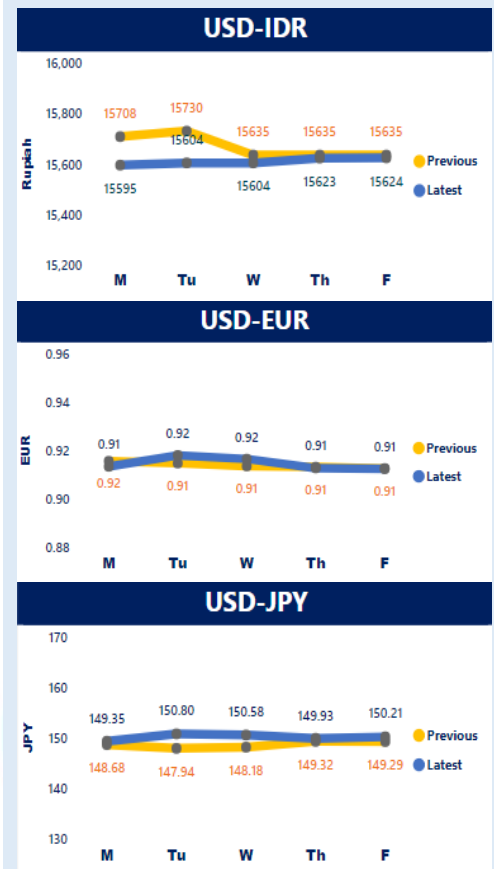 USD-IDR
16,000
15708 15730
15800
15604
15635 15635 15635
Rupiah
15,600
Previous
15595 15604 15623 15624
Latest
15,400
15,200
M Tu W Th F
USD-EUR
0.96
0.94
EUR
0.92
0.91 0.92 0.92 0.91 0.91
Previous
0.92 0.91 0.91 0.91 0.91
Latest
0.90
0.88
M Tu W Th F
USD-JPY
170
160
149.35 150.80 150.58 149.93 150.21
JPY
150
Previous
148.68 147.94 148.18 149.32 149.29
Latest
140
130
M Tu W Th F